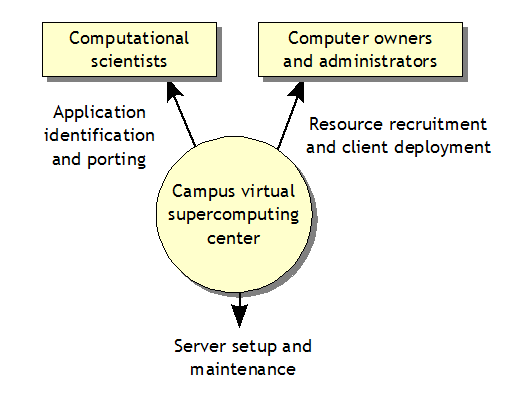 Computational
scientists
Computer owners
and administrators
Application
identification
and porting
Resource recruitment
and client deployment
Campus virtual
supercomputing
center
Server setup and
maintenance